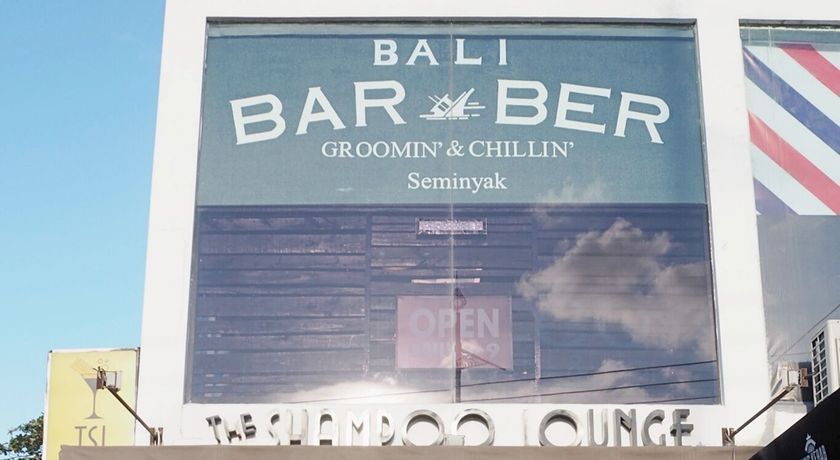 BALI
BAR BER
GROOMIN' & CHILLIN'
Seminyak
OPEN
THE SHAMPOO LOUNGE
TSL